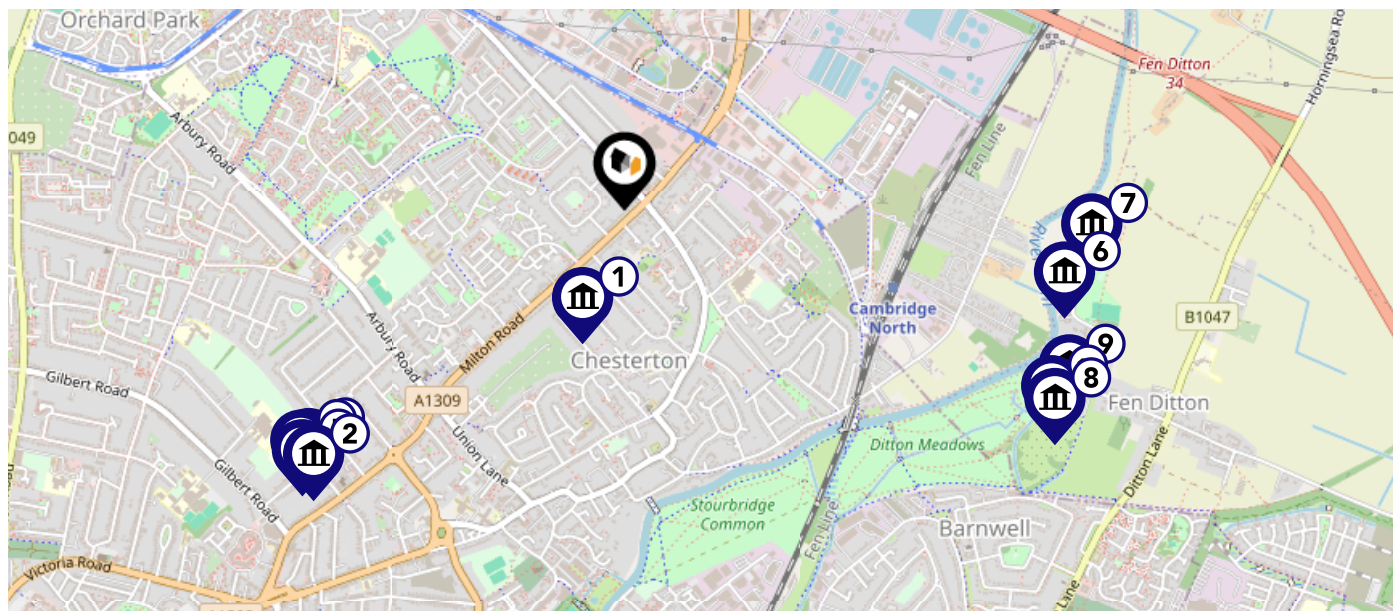 Orchard Park
Fen Ditton
34
Horningsea Ro
049
Arbury Road
Fen Line
7
River
6
1
Cambridge
North
B1047
Arbury Road
Milton Road
Chesterton
9
8
Gilbert Road
A1309
Fen Ditton
2
Union Lane
Ditton Meadows
Ditton Lane
Gilbert Road
Stourbridge
Common
Fen Line
Barnwell
Victoria Road
Lane